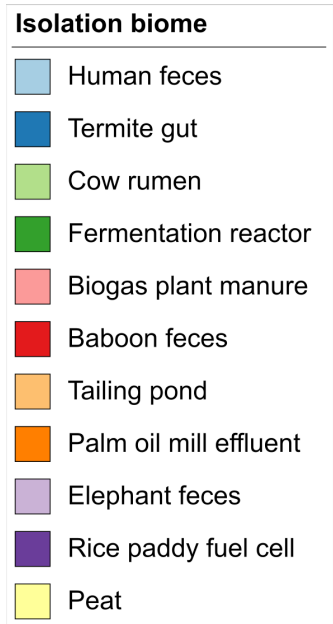 Isolation biome
Human feces
Termite gut
Cow rumen
Fermentation reactor
Biogas plant manure
Baboon feces
Tailing pond
Palm oil mill effluent
Elephant feces
Rice paddy fuel cell
Peat